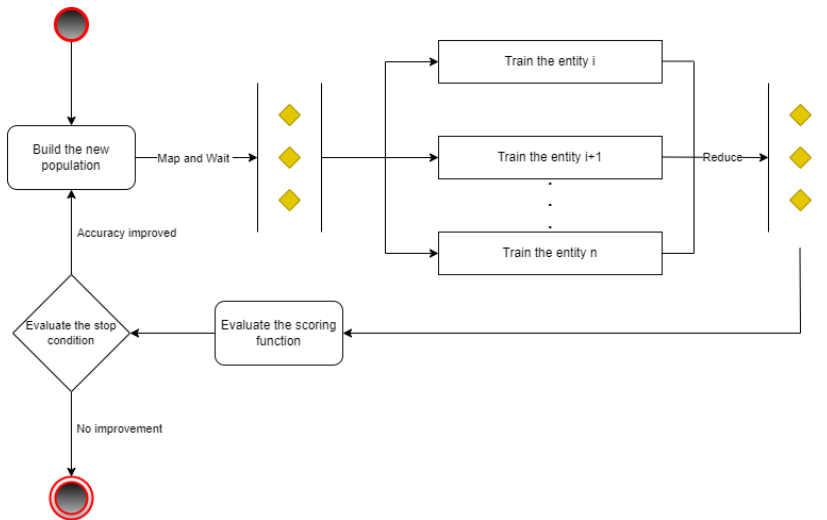 Train the entity i
Build the new
population
Map and Wait
Train the entity i+1
Reduce
Train the entity n
Accuracy improved
Evaluate the stop
condition
Evaluate the scoring
function
No improvement